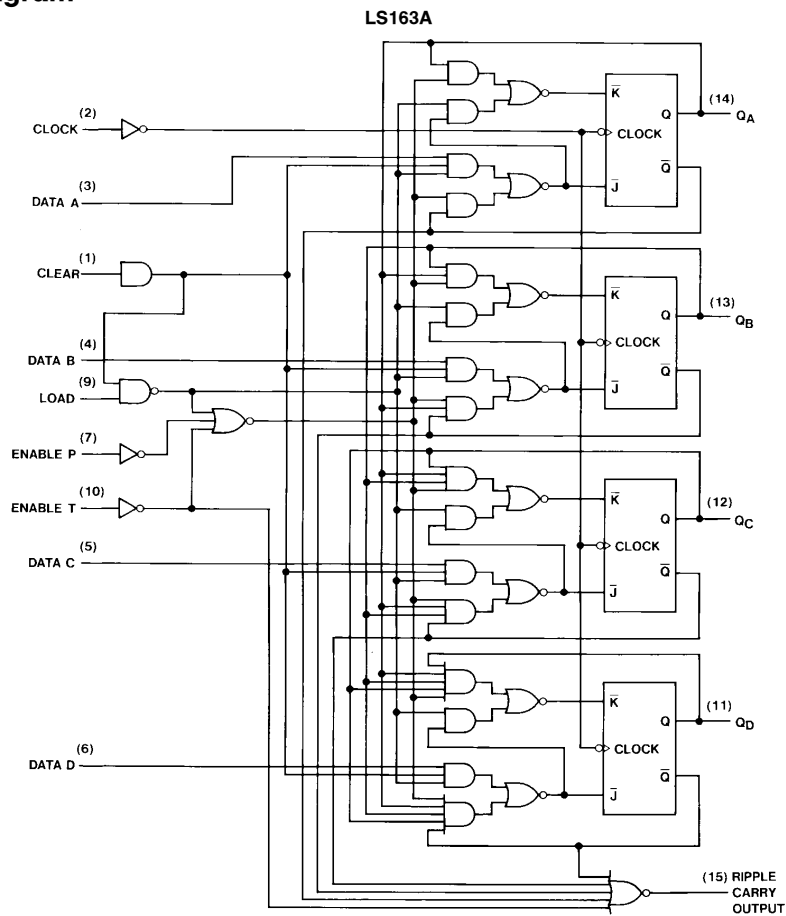 LS163A
K
(2)
CLOCK
Q
(14)
QA
CLOCK
(3)
Q
DATA A
J
(1)
CLEAR
K
(13)
Q
QB
(4)
CLOCK
DATA B
Q
(9)
LOAD
J
(7)
ENABLE P
(10)
K
ENABLE T
Q
(12)
QC
(5)
CLOCK
DATA C
Q
J
K
(11)
Q
QD
(6)
CLOCK
DATA D
Q
J
(15) RIPPLE
CARRY
OUTPUT